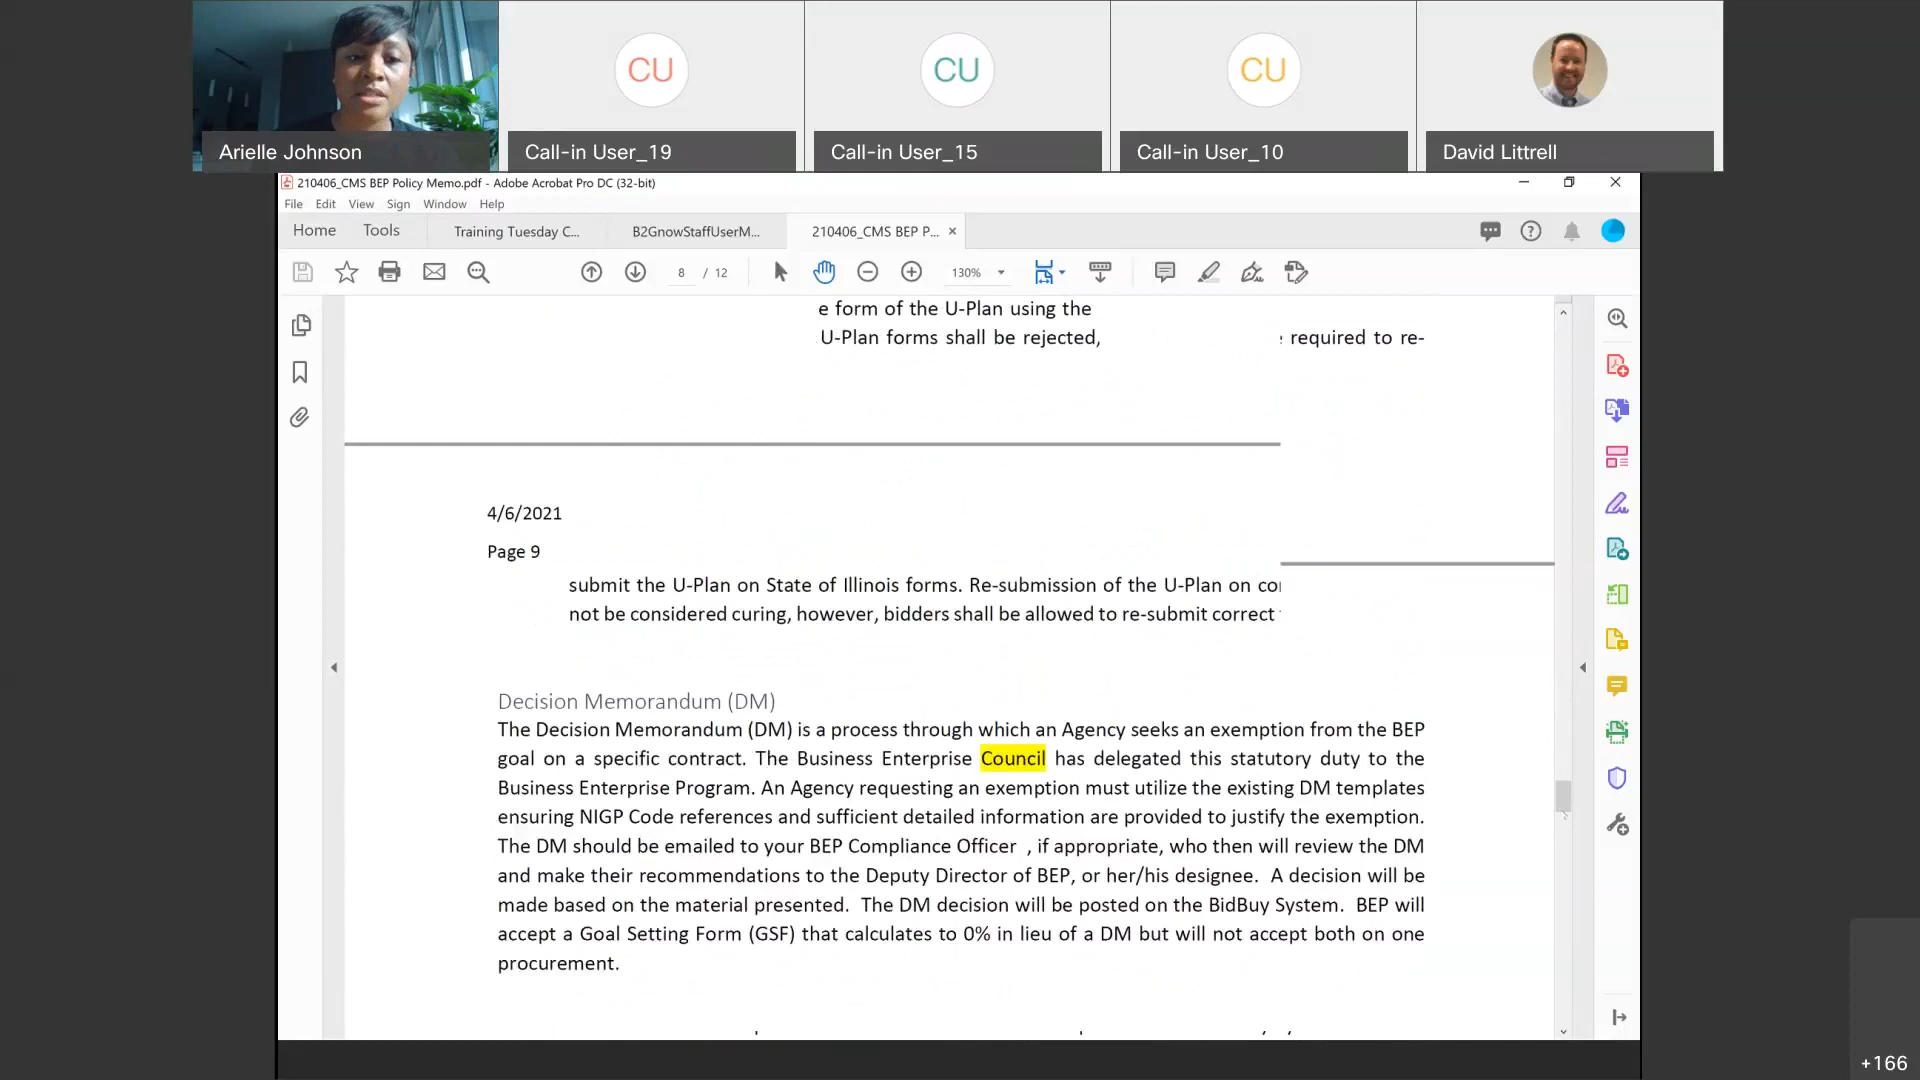 CU
CU
CU
Arielle Johnson
Call-in User_19
Call-in User_15
Call-in User_10
David Littrell
210406_CMS BEP Policy Memo.pdf - Adobe Acrobat Pro DC (32-bit)
File Edit View Sign Window Help
Home Tools Training Tuesday C... B2GnowStaffUserM... 210406_CMS BEP P... ×
8 / 12 130%
e form of the U-Plan using the
U-Plan forms shall be rejected, required to re-
4/6/2021
Page 9
submit the U-Plan on State of Illinois forms. Re-submission of the U-Plan on
not be considered curing, however, bidders shall be allowed to re-submit correct
Decision Memorandum (DM)
The Decision Memorandum (DM) is a process through which an Agency seeks an exemption from the BEP
goal on a specific contract. The Business Enterprise Council has delegated this statutory duty to the
Business Enterprise Program. An Agency requesting an exemption must utilize the existing DM templates
ensuring NIGP Code references and sufficient detailed information are provided to justify the exemption.
The DM should be emailed to your BEP Compliance Officer , if appropriate, who then will review the DM
and make their recommendations to the Deputy Director of BEP, or her/his designee. A decision will be
made based on the material presented. The DM decision will be posted on the BidBuy System. BEP will
accept a Goal Setting Form (GSF) that calculates to 0% in lieu of a DM but will not accept both on one
procurement.
+166